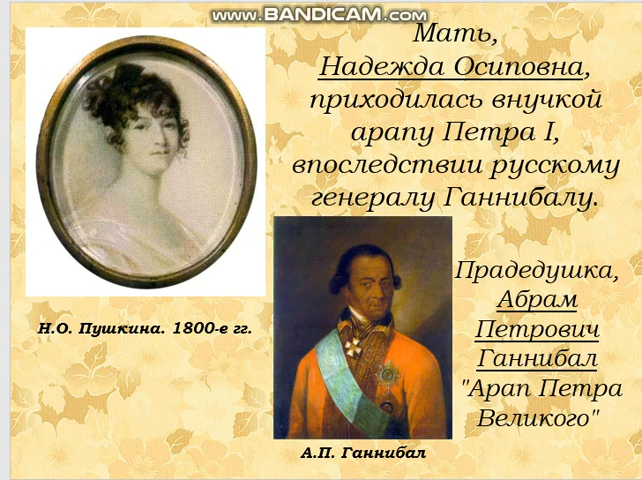 www.BANDICAM.com
Мать,
Надежда Осиповна,
приходилась внучкой
арапу Петра I,
впоследствии русскому
генералу Ганнибалу.
Н.О. Пушкина. 1800-е гг.
Прадедушка,
Абрам
Петрович
Ганнибал
"Арап Петра
Великого"
А.П. Ганнибал